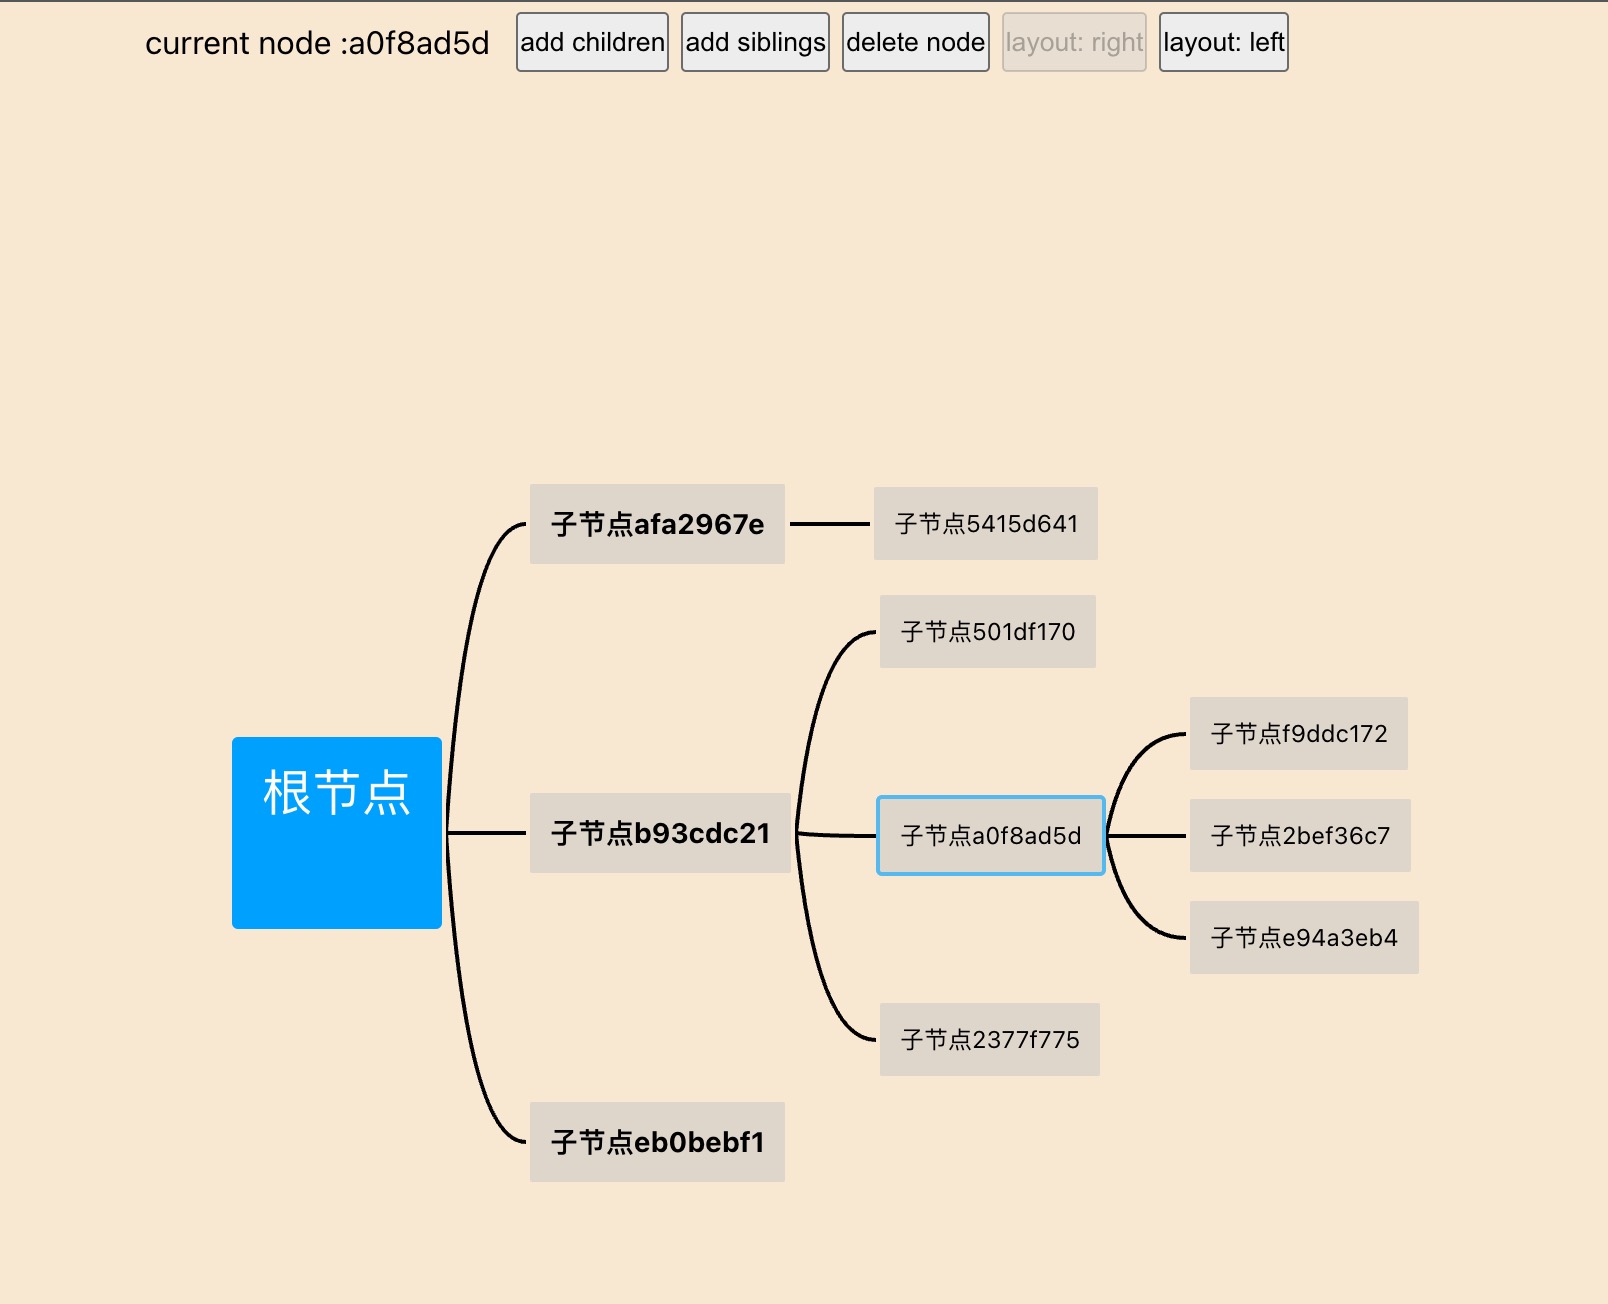 current node :a0f8ad5d
add children
add siblings
delete node
layout: right
layout: left
根节点
子节点afa2967e
子节点5415d641
子节点b93cdc21
子节点501df170
子节点a0f8ad5d
子节点f9ddc172
子节点2bef36c7
子节点e94a3eb4
子节点2377f775
子节点eb0bebf1